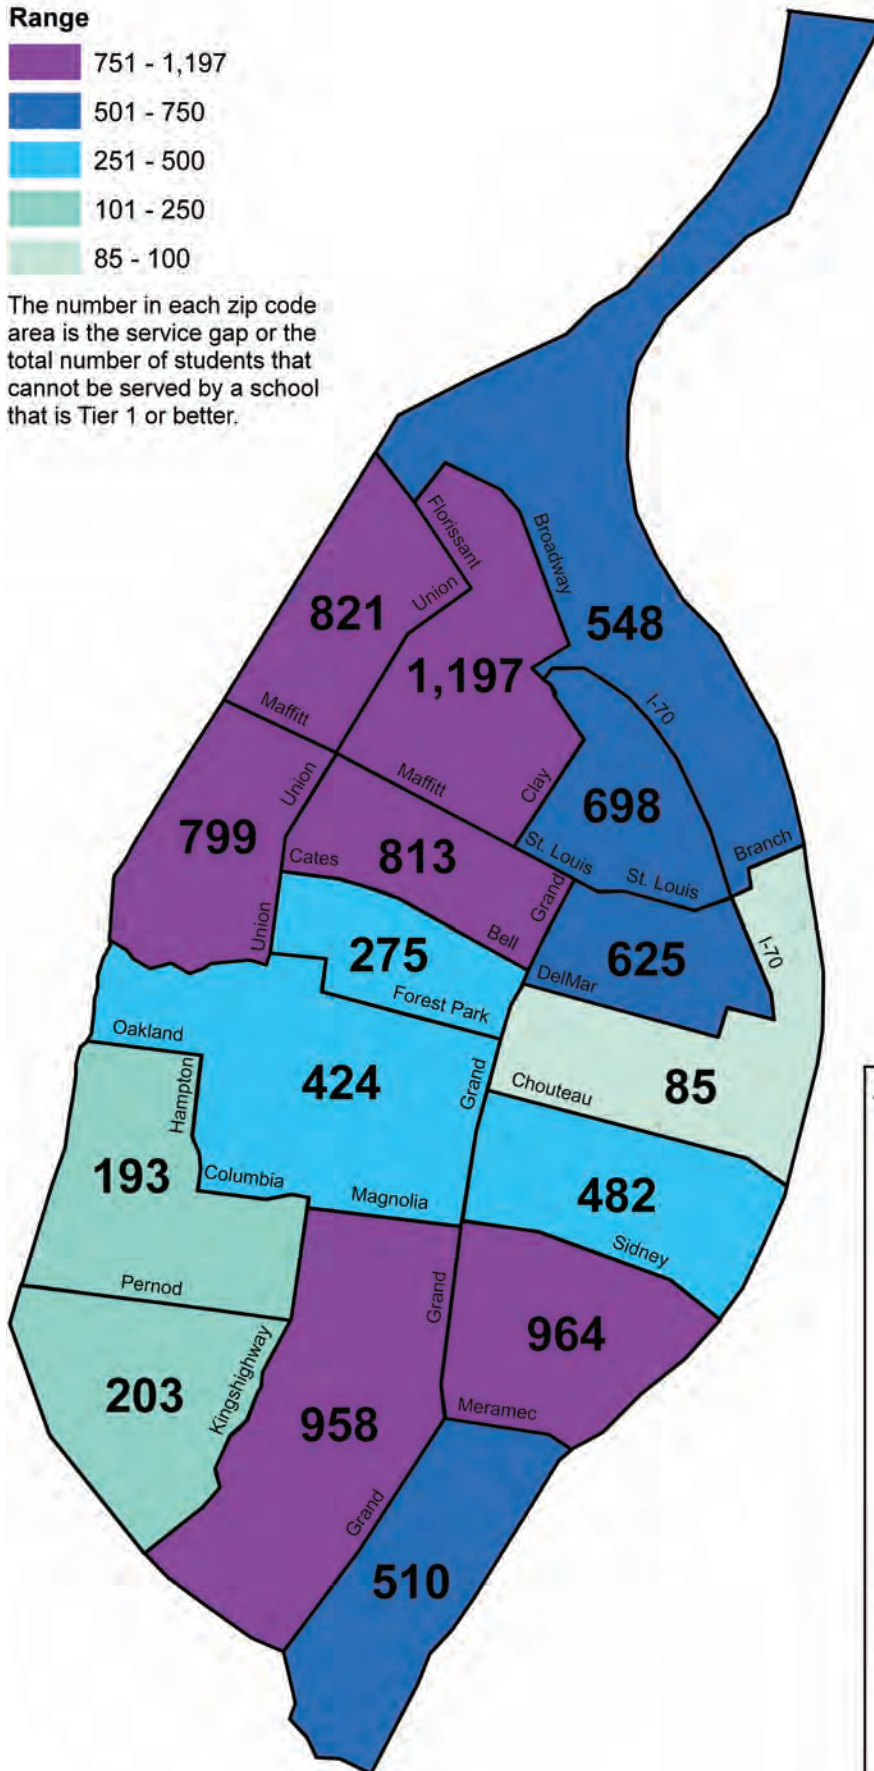 Range
751 - 1,197
501 - 750
251 - 500
101 - 250
85 - 100
The number in each zip code
area is the service gap or the
total number of students that
cannot be served by a school
that is Tier 1 or better.
Florissant
Broadway
Union
821
548
1,197
I-70
Maffitt
Union
Maffitt
Clay
698
799
Cates
813
St. Louis
St. Louis
Branch
Grand
Union
Bell
275
625
I-70
DelMar
Forest Park
Oakland
Hampton
424
Grand
Chouteau
85
193
Columbia
Magnolia
482
Sidney
Pernod
Grand
964
203
Kingshighway
958
Meramec
Grand
510